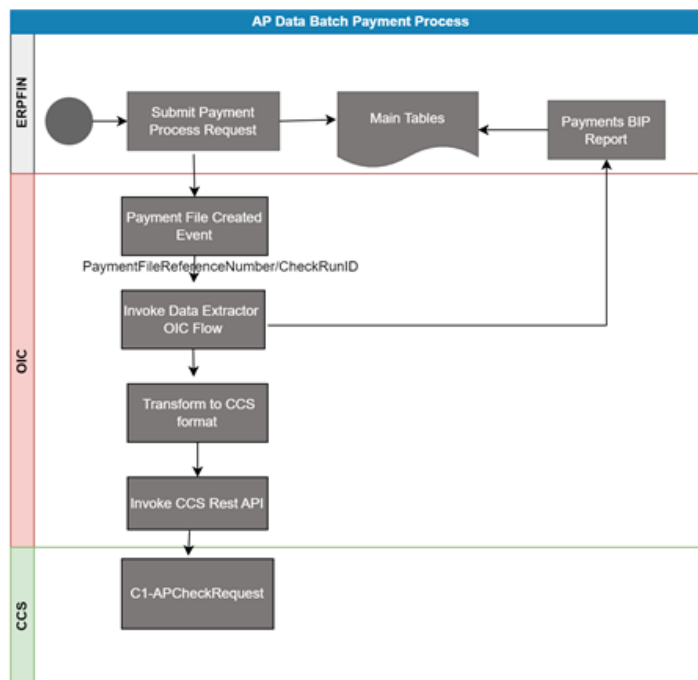 AP Data Batch Payment Process
ERPFIN
Submit Payment
Process Request
Main Tables
Payments BIP
Report
OIC
Payment File Created
Event
PaymentFileReferenceNumber/CheckRunID
Invoke Data Extractor
OIC Flow
Transform to CCS
format
Invoke CCS Rest API
CCS
C1-APCheckRequest